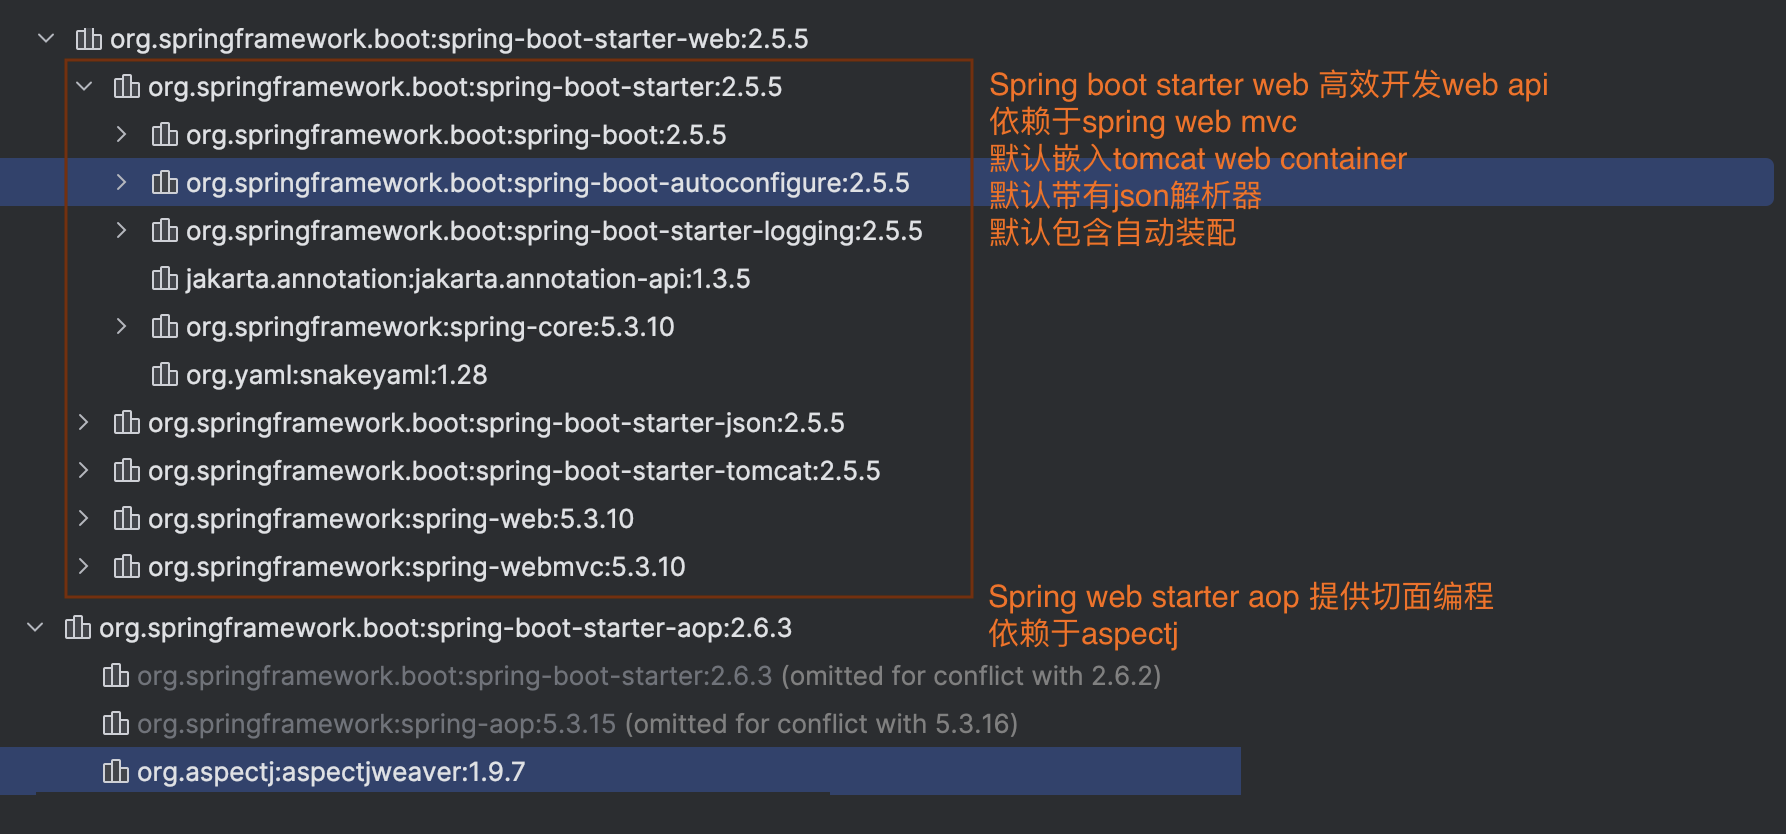 org.springframework.boot:spring-boot-starter-web:2.5.5
org.springframework.boot:spring-boot-starter:2.5.5
org.springframework.boot:spring-boot:2.5.5
org.springframework.boot:spring-boot-autoconfigure:2.5.5
org.springframework.boot:spring-boot-starter-logging:2.5.5
jakarta.annotation:jakarta.annotation-api:1.3.5
org.springframework:spring-core:5.3.10
org.yaml:snakeyaml:1.28
org.springframework.boot:spring-boot-starter-json:2.5.5
org.springframework.boot:spring-boot-starter-tomcat:2.5.5
org.springframework:spring-web:5.3.10
org.springframework:spring-webmvc:5.3.10
Spring boot starter web 高效开发web api
依赖于spring web mvc
默认嵌入tomcat web container
默认带有json解析器
默认包含自动装配
org.springframework.boot:spring-boot-starter-aop:2.6.3
org.springframework.boot:spring-boot-starter:2.6.3 (omitted for conflict with 2.6.2)
org.springframework:spring-aop:5.3.15 (omitted for conflict with 5.3.16)
org.aspectj:aspectjweaver:1.9.7
Spring web starter aop 提供切面编程
依赖于aspectj